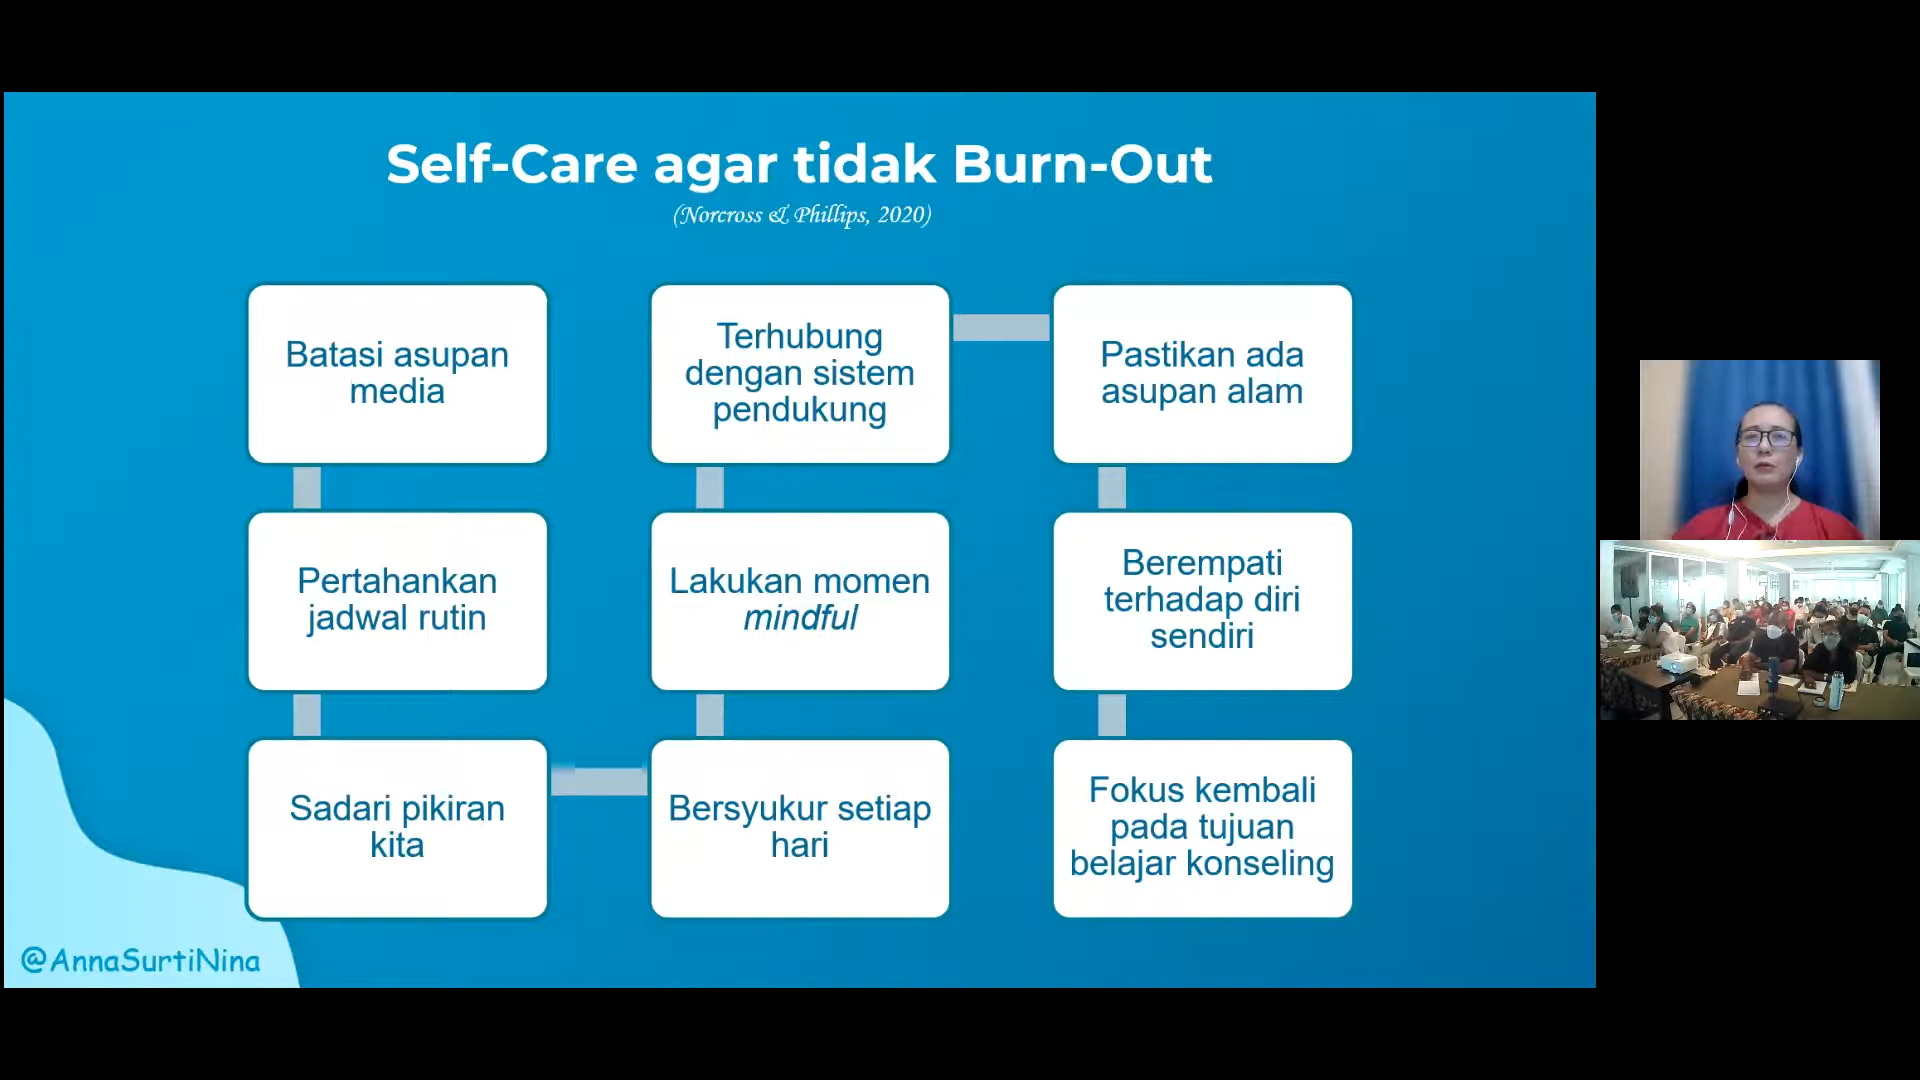 Self-Care agar tidak Burn-Out
(Norcross & Phillips, 2020)
Batasi asupan
media
Pertahankan
jadwal rutin
Sadari pikiran
kita
Bersyukur setiap
hari
Lakukan momen
mindful
Terhubung
dengan sistem
pendukung
Pastikan ada
asupan alam
Berempati
terhadap diri
sendiri
Fokus kembali
pada tujuan
belajar konseling
@AnnaSurtiNina